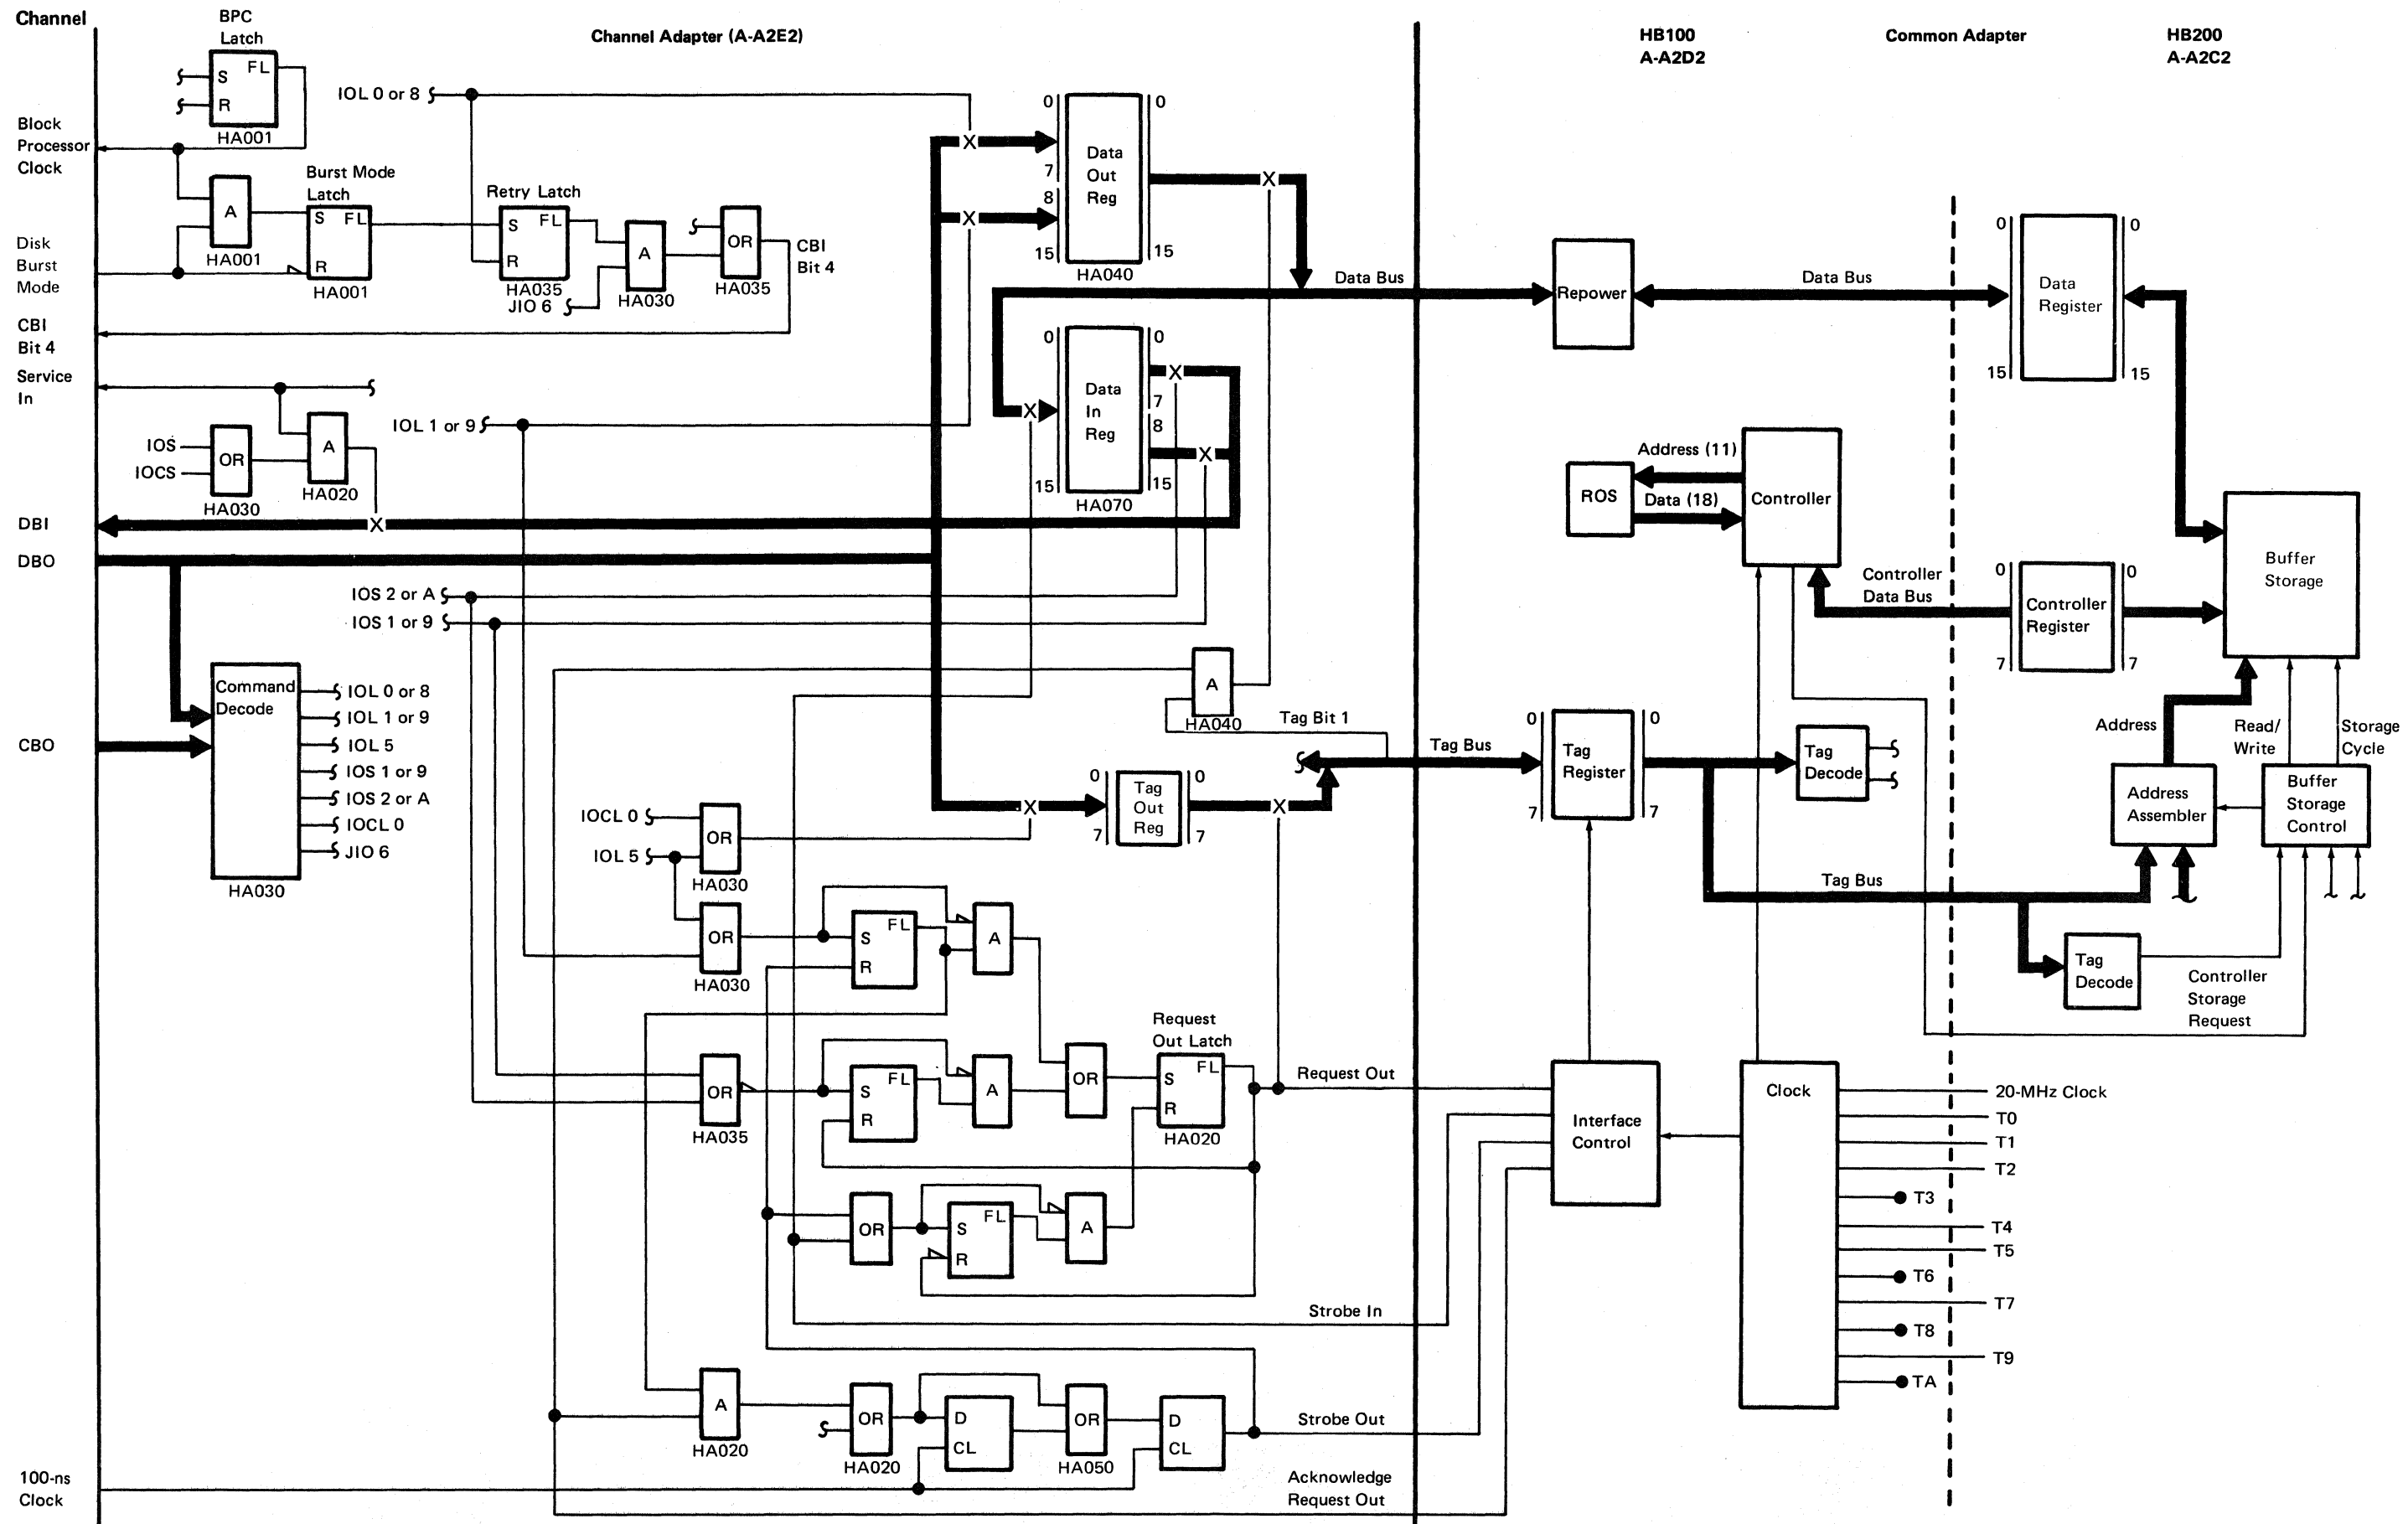 Channel
Channel Adapter (A-A2E2)
HB100
A-A2D2
Common Adapter
HB200
A-A2C2
BPC
Latch
S
FL
R
HA001
Block
Processor
Clock
IOL 0 or 8
A
HA001
Burst Mode
Latch
S
FL
R
HA001
Retry Latch
S
FL
R
HA035
JIO 6
A
HA030
OR
HA035
CBI
Bit 4
Disk
Burst
Mode
CBI
Bit 4
Service
In
IOS
IOCS
OR
HA030
A
HA020
IOL 1 or 9
X
X
0
7
8
15
Data
Out
Reg
0
15
HA040
X
Data Bus
Repower
Data Bus
0
15
Data
Register
0
15
X
0
15
Data
In
Reg
0
7
8
15
HA070
X
X
Address (11)
ROS
Data (18)
Controller
DBI
X
DBO
IOS 2 or A
IOS 1 or 9
Controller
Data Bus
0
7
Controller
Register
0
7
Buffer
Storage
Command
Decode
IOL 0 or 8
IOL 1 or 9
IOL 5
IOS 1 or 9
IOS 2 or A
IOCL 0
JIO 6
HA030
CBO
A
HA040
Tag Bit 1
Tag Bus
0
7
Tag
Register
0
7
Tag
Decode
Address
Read/
Write
Storage
Cycle
Address
Assembler
Buffer
Storage
Control
X
0
7
Tag
Out
Reg
0
7
X
IOCL 0
IOL 5
OR
HA030
OR
HA030
S
FL
R
A
Tag Bus
Tag
Decode
Controller
Storage
Request
OR
HA035
S
FL
R
A
OR
Request
Out Latch
S
FL
R
HA020
Request Out
Interface
Control
Clock
20-MHz Clock
T0
T1
T2
T3
T4
T5
T6
T7
T8
T9
TA
OR
S
FL
R
A
Strobe In
A
HA020
OR
HA020
D
CL
OR
HA050
D
CL
Strobe Out
100-ns
Clock
Acknowledge
Request Out